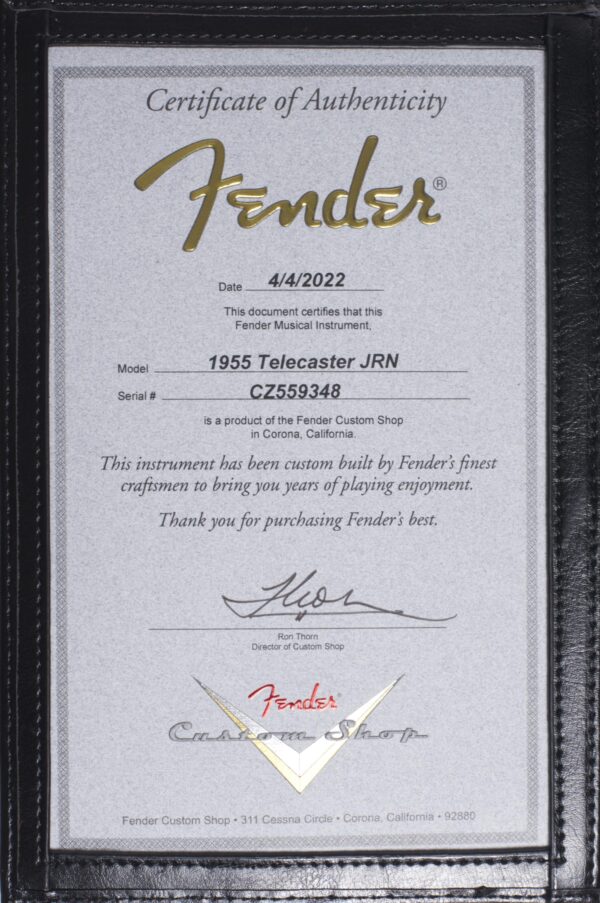 Certificate of Authenticity
Fender®
Date 4/4/2022
This document certifies that this
Fender Musical Instrument,
Model 1955 Telecaster JRN
Serial # CZ559348
is a product of the Fender Custom Shop
in Corona, California.
This instrument has been custom built by Fender's finest
craftsmen to bring you years of playing enjoyment.
Thank you for purchasing Fender's best.
Ron Thorn
Director of Custom Shop
Fender®
Custom Shop
Fender Custom Shop • 311 Cessna Circle • Corona, California • 92880